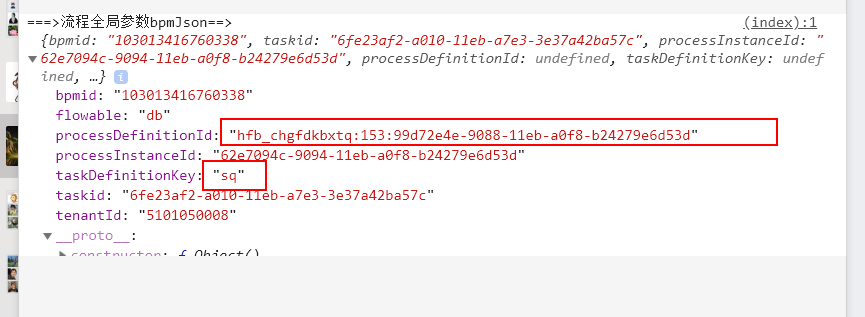 ===>流程全局参数bpmJson==> (index):1
{bpmid: "103013416760338", taskid: "6fe23af2-a010-11eb-a7e3-3e37a42ba57c", processInstanceId: "
62e7094c-9094-11eb-a0f8-b24279e6d53d", processDefinitionId: undefined, taskDefinitionKey: undef
ined, …} i
bpmid: "103013416760338"
flowable: "db"
processDefinitionId: "hfb_chgfdkbxtq:153:99d72e4e-9088-11eb-a0f8-b24279e6d53d"
processInstanceId: "62e7094c-9094-11eb-a0f8-b24279e6d53d"
taskDefinitionKey: "sq"
taskid: "6fe23af2-a010-11eb-a7e3-3e37a42ba57c"
tenantId: "5101050008"
__proto__:
constructor: ƒ Object()